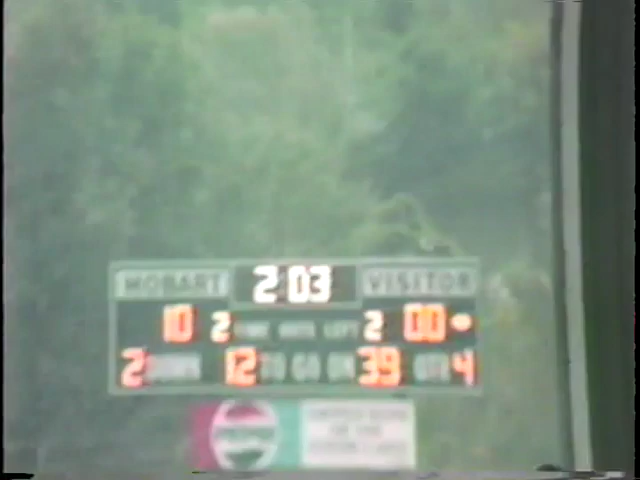 HOBART 2:03 VISITOR
10 2 TIME OUTS LEFT 2 00
2 DOWN 12 TO GO ON 39 QTR 4
PEPSI